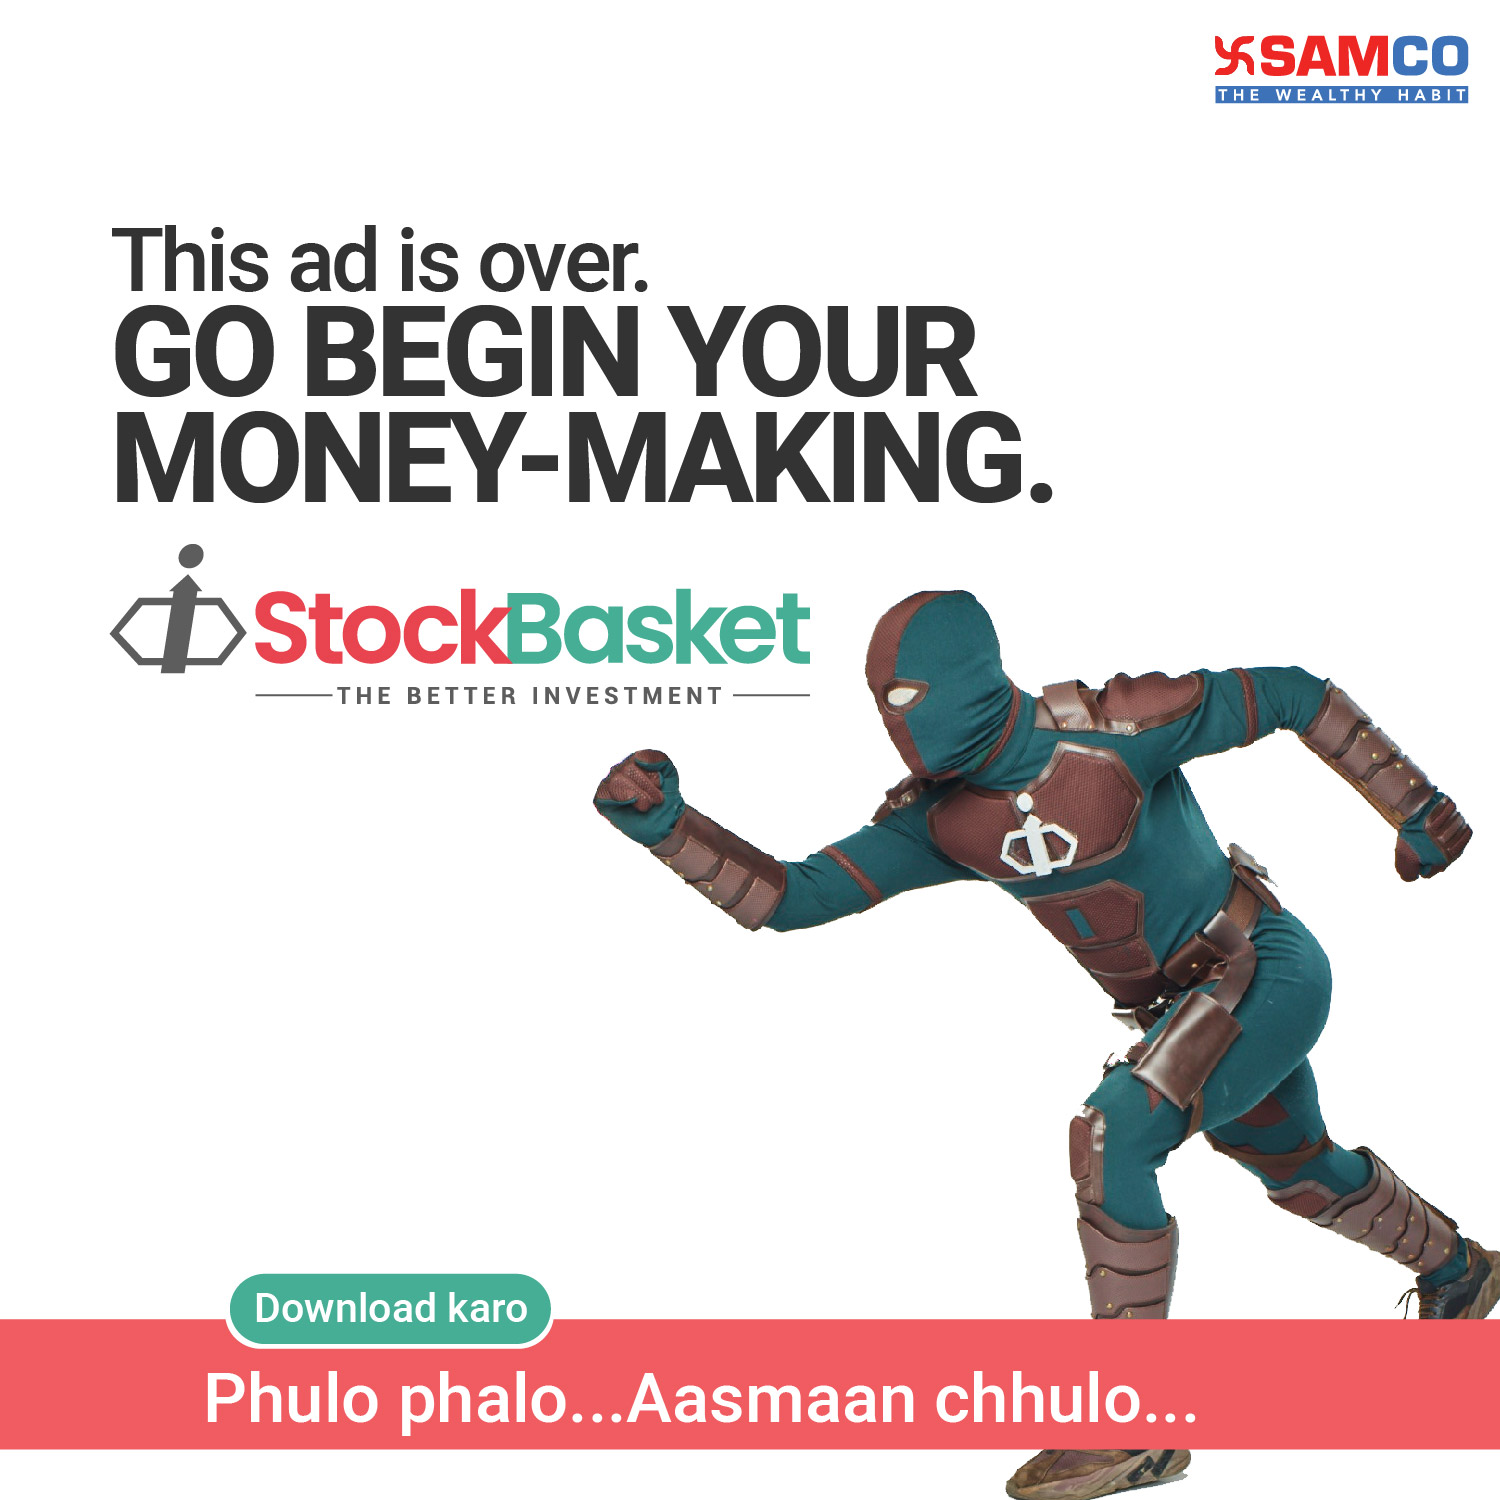 SAMCO
THE WEALTHY HABIT
This ad is over.
GO BEGIN YOUR
MONEY-MAKING.
StockBasket
THE BETTER INVESTMENT
Download karo
Phulo phalo...Aasmaan chhulo...